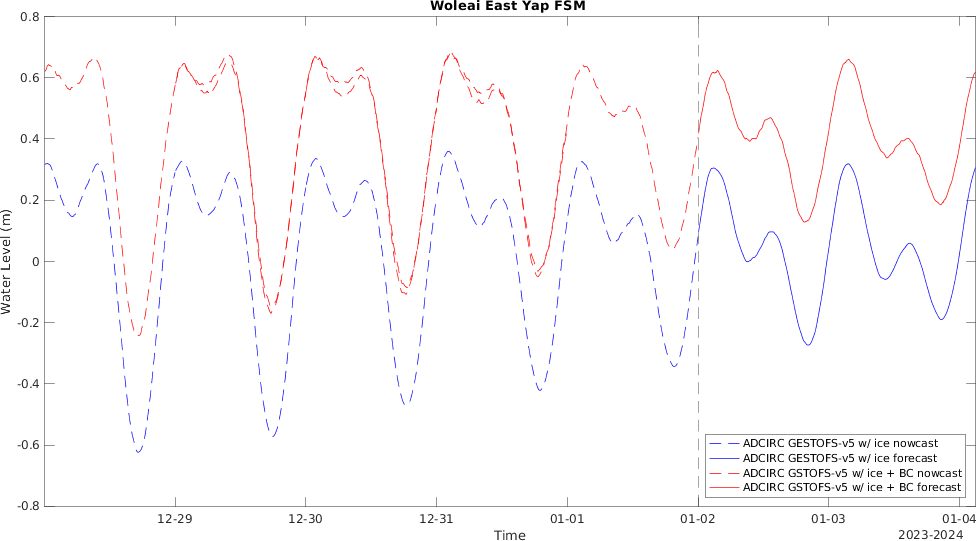 Woleai East Yap FSM
0.8
0.6
0.4
0.2
0
-0.2
-0.4
-0.6
-0.8
Water Level (m)
ADCIRC GESTOFS-v5 w/ ice nowcast
ADCIRC GESTOFS-v5 w/ ice forecast
ADCIRC GSTOFS-v5 w/ ice + BC nowcast
ADCIRC GSTOFS-v5 w/ ice + BC forecast
12-29
12-30
12-31
01-01
01-02
01-03
01-04
Time
2023-2024